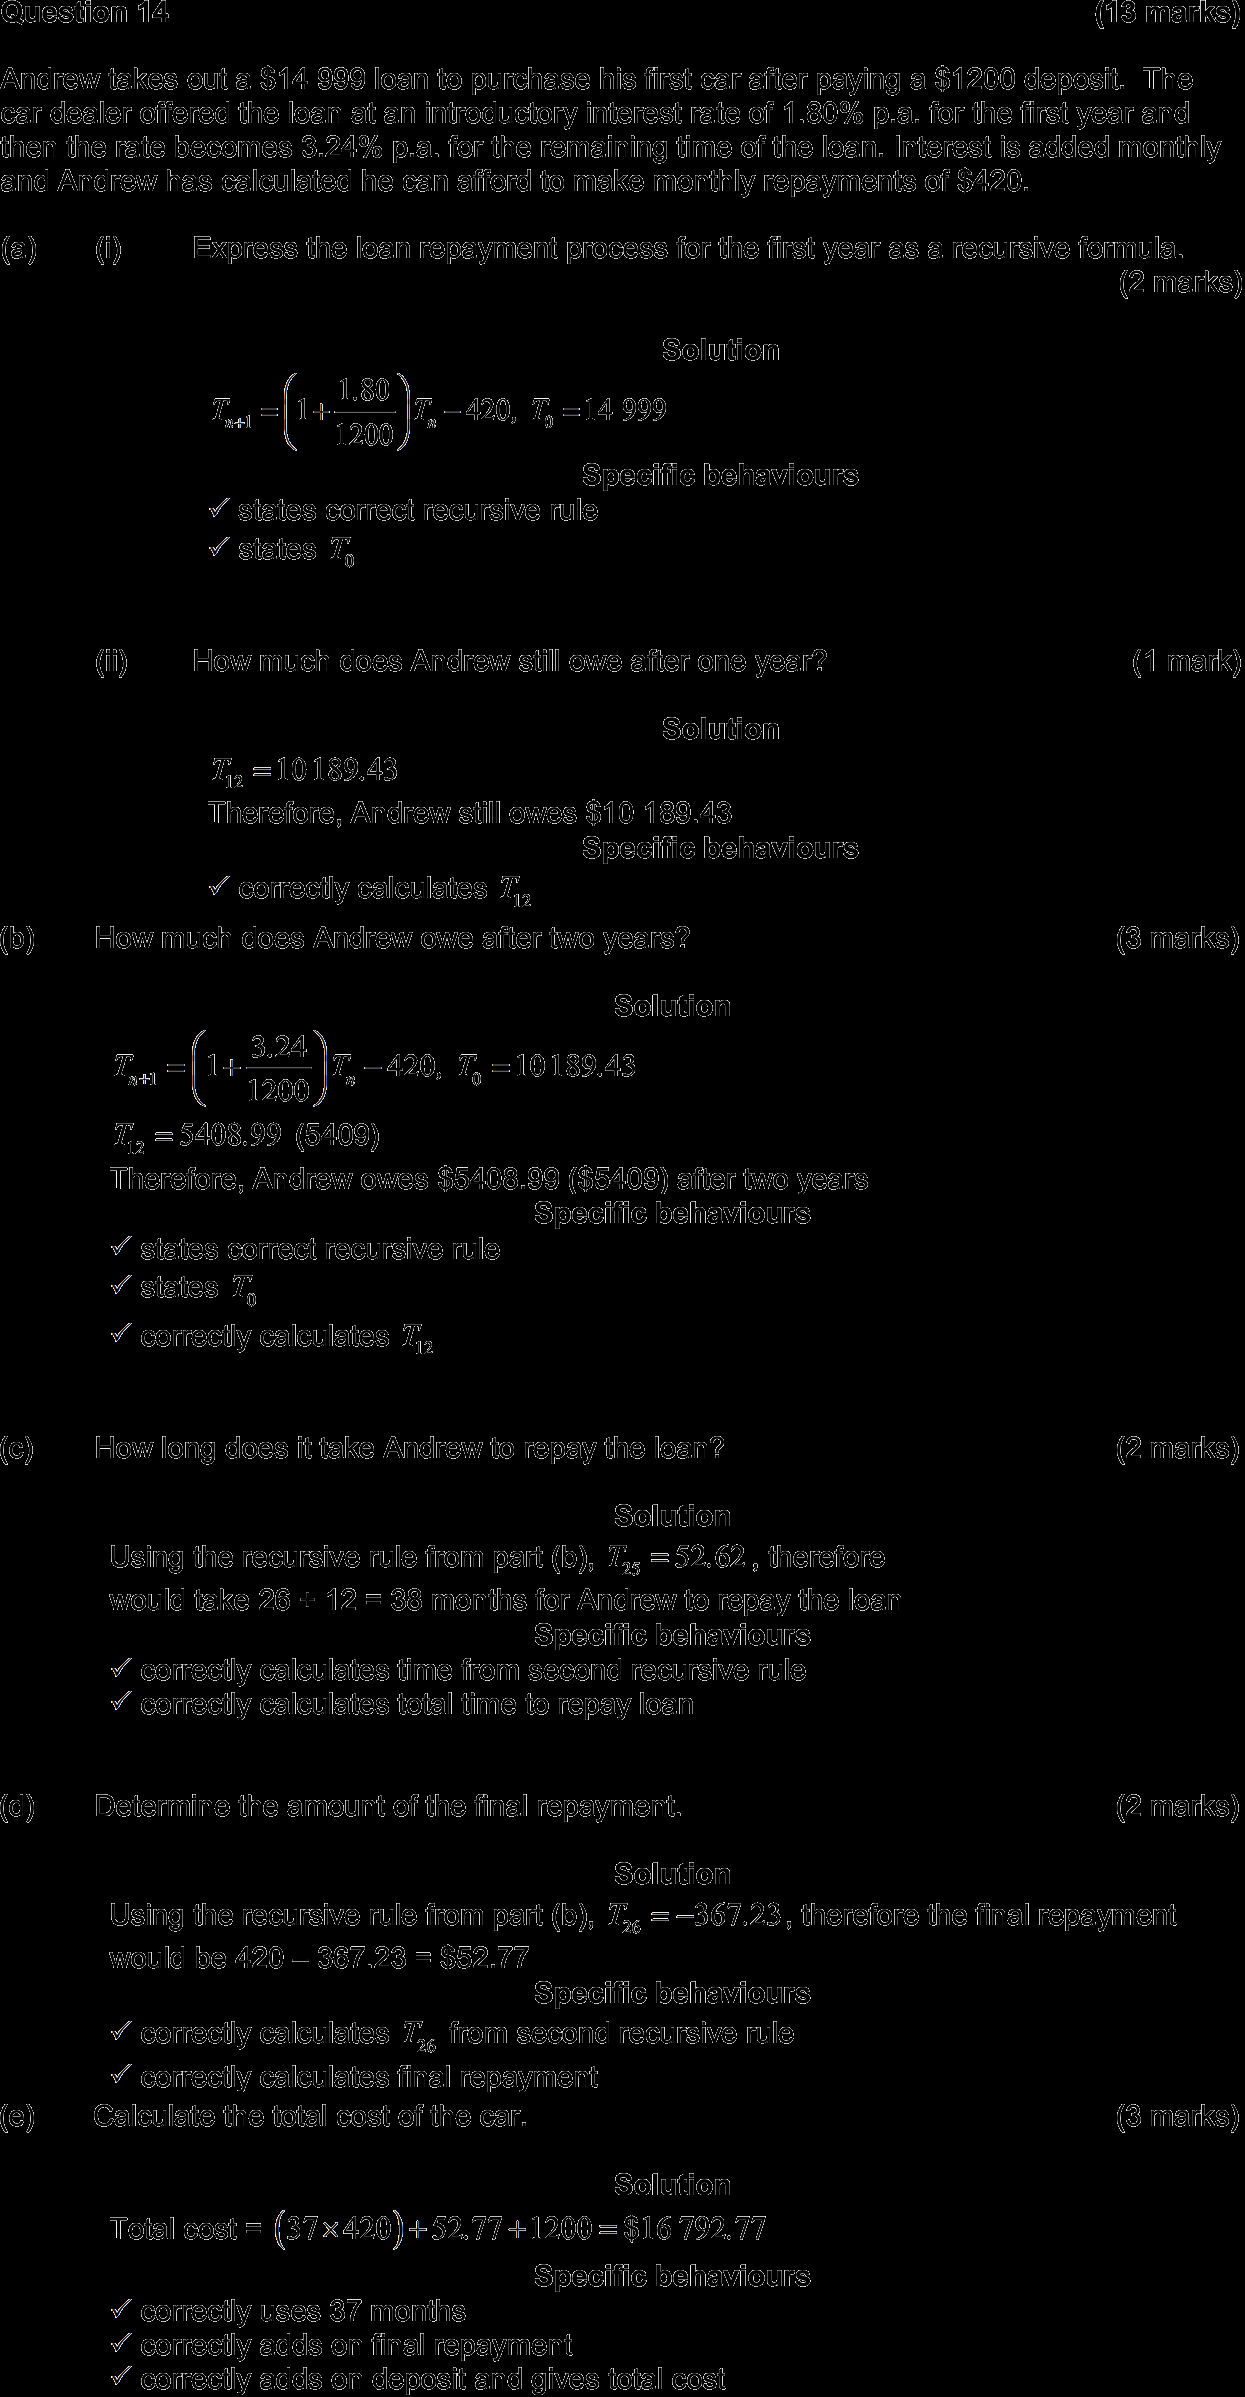 Question 14 (13 marks)
Andrew takes out a $14 999 loan to purchase his first car after paying a $1200 deposit. The
car dealer offered the loan at an introductory interest rate of 1.80% p.a. for the first year and
then the rate becomes 3.24% p.a. for the remaining time of the loan. Interest is added monthly
and Andrew has calculated he can afford to make monthly repayments of $420.
(a) (i) Express the loan repayment process for the first year as a recursive formula.
(2 marks)
Solution
T_{n+1} = (1 + 1.80/1200) T_n − 420, T_0 = 14 999
Specific behaviours
✓ states correct recursive rule
✓ states T_0
(ii) How much does Andrew still owe after one year? (1 mark)
Solution
T_{12} = 10 189.43
Therefore, Andrew still owes $10 189.43
Specific behaviours
✓ correctly calculates T_{12}
(b) How much does Andrew owe after two years? (3 marks)
Solution
T_{n+1} = (1 + 3.24/1200) T_n − 420, T_0 = 10 189.43
T_{12} = 5408.99 (5409)
Therefore, Andrew owes $5408.99 ($5409) after two years
Specific behaviours
✓ states correct recursive rule
✓ states T_0
✓ correctly calculates T_{12}
(c) How long does it take Andrew to repay the loan? (2 marks)
Solution
Using the recursive rule from part (b), T_{25} = 52.62, therefore
would take 26 + 12 = 38 months for Andrew to repay the loan
Specific behaviours
✓ correctly calculates time from second recursive rule
✓ correctly calculates total time to repay loan
(d) Determine the amount of the final repayment. (2 marks)
Solution
Using the recursive rule from part (b), T_{26} = −367.23, therefore the final repayment
would be 420 – 367.23 = $52.77
Specific behaviours
✓ correctly calculates T_{26} from second recursive rule
✓ correctly calculates final repayment
(e) Calculate the total cost of the car. (3 marks)
Solution
Total cost = (37 × 420) + 52.77 + 1200 = $16 792.77
Specific behaviours
✓ correctly uses 37 months
✓ correctly adds on final repayment
✓ correctly adds on deposit and gives total cost